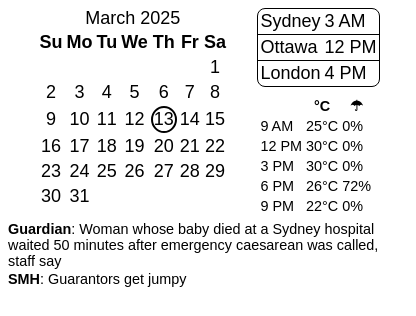 March 2025
Su Mo Tu We Th Fr Sa
1
2 3 4 5 6 7 8
9 10 11 12 13 14 15
16 17 18 19 20 21 22
23 24 25 26 27 28 29
30 31
Sydney 3 AM
Ottawa 12 PM
London 4 PM
°C ☂
9 AM 25°C 0%
12 PM 30°C 0%
3 PM 30°C 0%
6 PM 26°C 72%
9 PM 22°C 0%
Guardian: Woman whose baby died at a Sydney hospital
waited 50 minutes after emergency caesarean was called,
staff say
SMH: Guarantors get jumpy